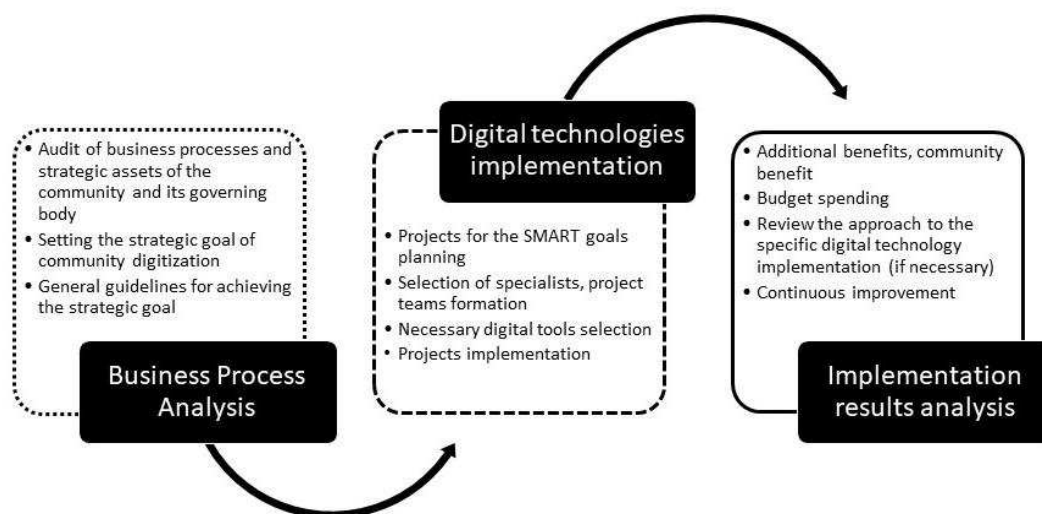 • Audit of business processes and
strategic assets of the
community and its governing
body
• Setting the strategic goal of
community digitization
• General guidelines for achieving
the strategic goal
Business Process
Analysis
Digital technologies
implementation
• Projects for the SMART goals
planning
• Selection of specialists, project
teams formation
• Necessary digital tools selection
• Projects implementation
• Additional benefits, community
benefit
• Budget spending
• Review the approach to the
specific digital technology
implementation (if necessary)
• Continuous improvement
Implementation
results analysis